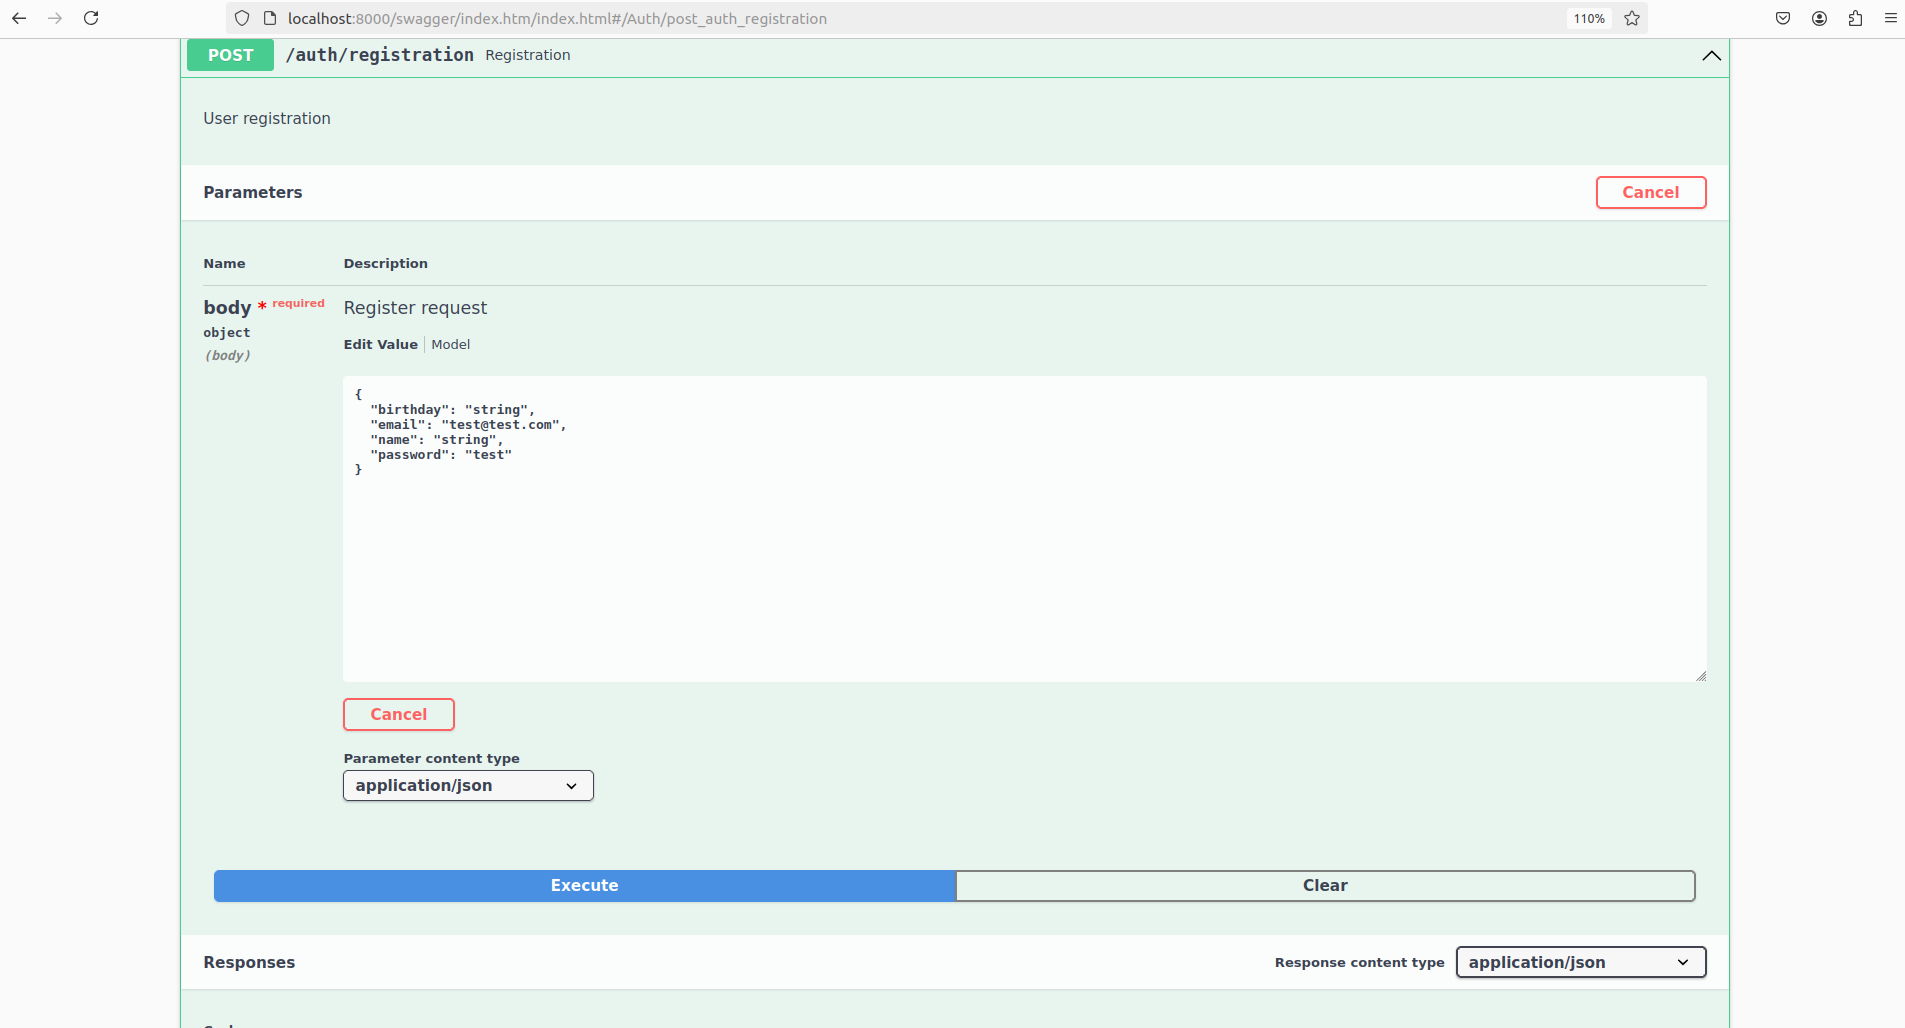 localhost:8000/swagger/index.htm/index.html#/Auth/post_auth_registration
110%
POST /auth/registration Registration
User registration
Parameters
Cancel
Name Description
body * required
Register request
object
(body)
Edit Value Model
{
  "birthday": "string",
  "email": "test@test.com",
  "name": "string",
  "password": "test"
}
Cancel
Parameter content type
application/json
Execute Clear
Responses
Response content type application/json